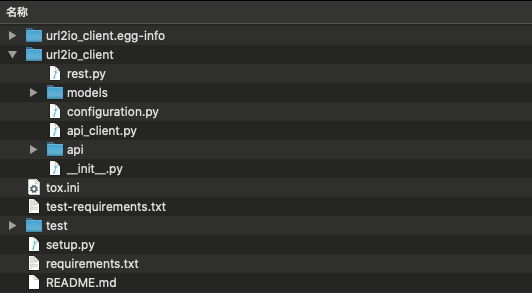 名称
url2io_client.egg-info
url2io_client
rest.py
models
configuration.py
api_client.py
api
__init__.py
tox.ini
test-requirements.txt
test
setup.py
requirements.txt
README.md